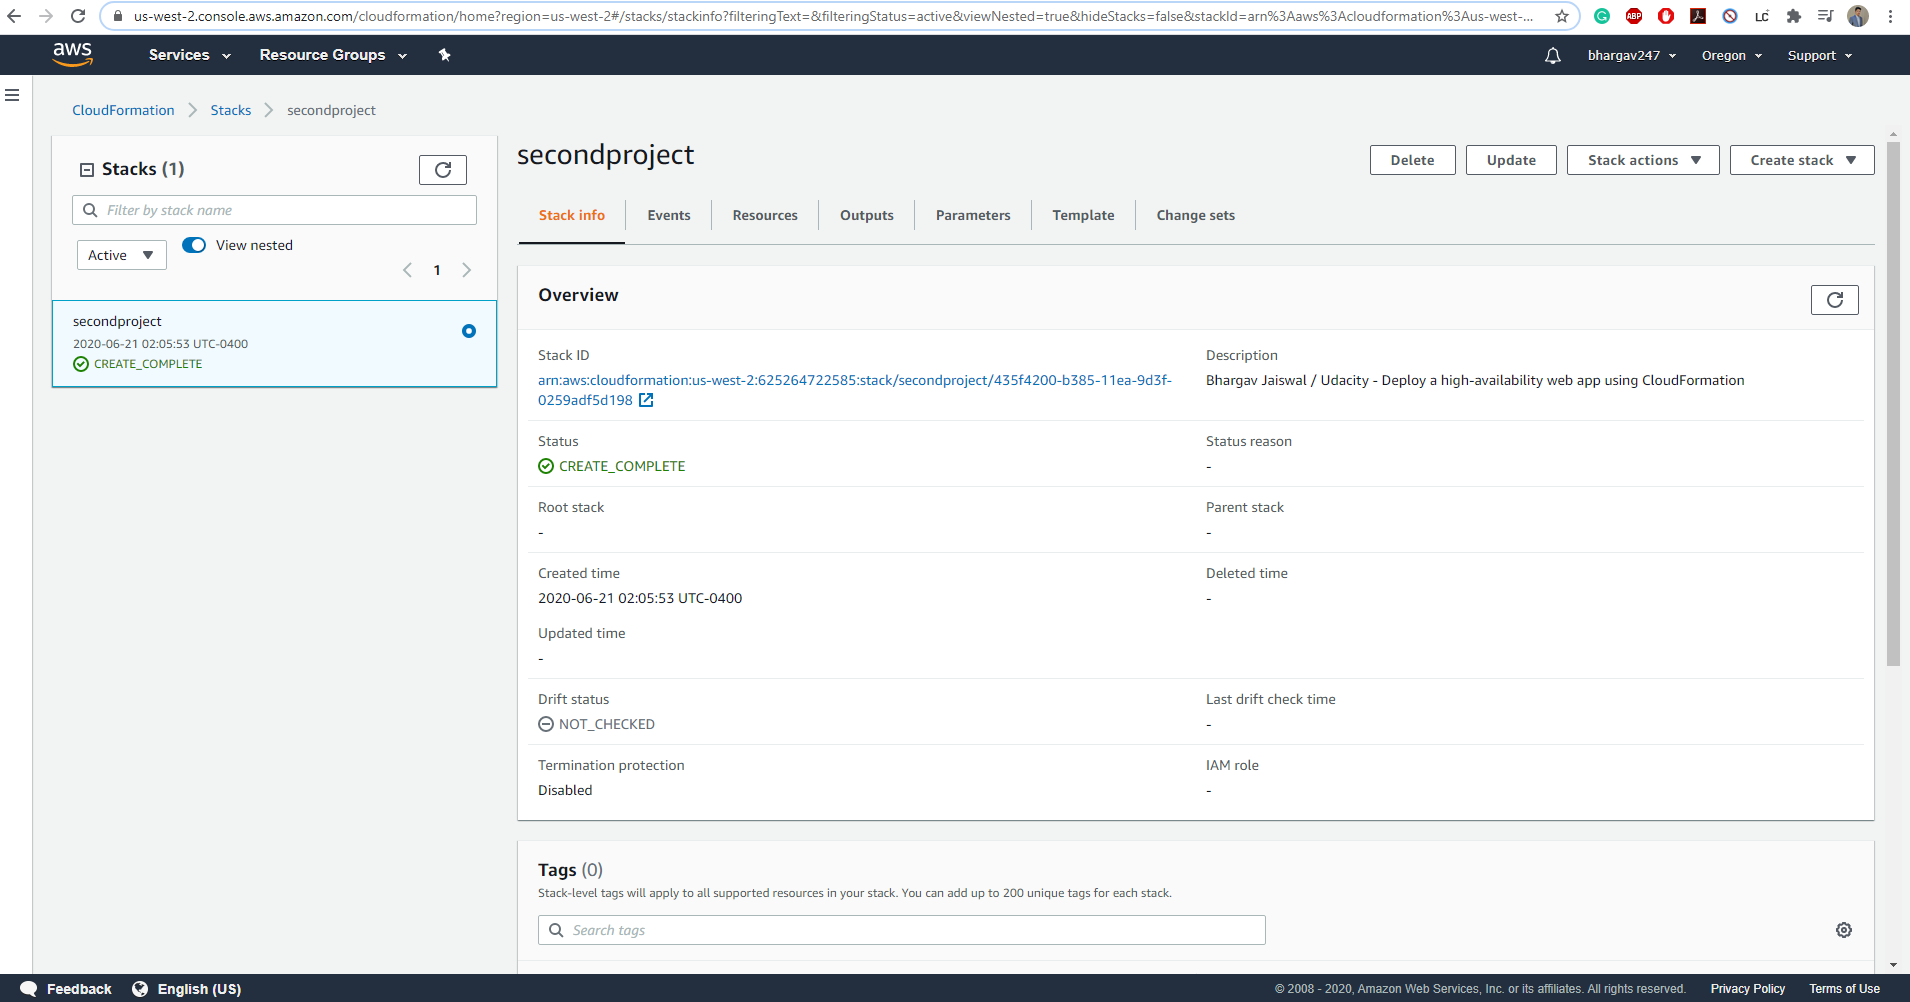 us-west-2.console.aws.amazon.com/cloudformation/home?region=us-west-2#/stacks/stackinfo?filteringText=&filteringStatus=active&viewNested=true&hideStacks=false&stackId=arn%3Aaws%3Acloudformation%3Aus-west-...
ABP
LC
aws
Services
Resource Groups
bhargav247
Oregon
Support
CloudFormation
Stacks
secondproject
Stacks (1)
Filter by stack name
Active
View nested
1
secondproject
2020-06-21 02:05:53 UTC-0400
CREATE_COMPLETE
secondproject
Delete
Update
Stack actions
Create stack
Stack info
Events
Resources
Outputs
Parameters
Template
Change sets
Overview
Stack ID
arn:aws:cloudformation:us-west-2:625264722585:stack/secondproject/435f4200-b385-11ea-9d3f-
0259adf5d198
Description
Bhargav Jaiswal / Udacity - Deploy a high-availability web app using CloudFormation
Status
CREATE_COMPLETE
Status reason
-
Root stack
-
Parent stack
-
Created time
2020-06-21 02:05:53 UTC-0400
Deleted time
-
Updated time
-
Drift status
NOT_CHECKED
Last drift check time
-
Termination protection
Disabled
IAM role
-
Tags (0)
Stack-level tags will apply to all supported resources in your stack. You can add up to 200 unique tags for each stack.
Search tags
Feedback
English (US)
© 2008 - 2020, Amazon Web Services, Inc. or its affiliates. All rights reserved.
Privacy Policy
Terms of Use